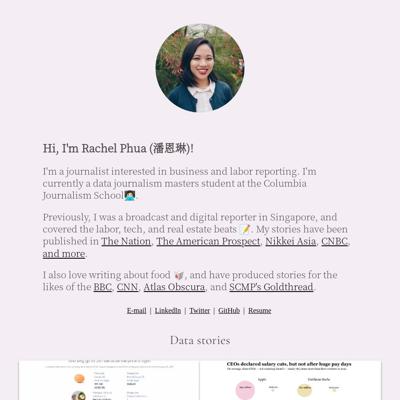 Hi, I'm Rachel Phua (潘恩琳)!
I'm a journalist interested in business and labor reporting. I'm
currently a data journalism masters student at the Columbia
Journalism School👩🏻‍💻.
Previously, I was a broadcast and digital reporter in Singapore, and
covered the labor, tech, and real estate beats 📝. My stories have been
published in The Nation, The American Prospect, Nikkei Asia, CNBC,
and more.
I also love writing about food 🥡, and have produced stories for the
likes of the BBC, CNN, Atlas Obscura, and SCMP's Goldthread.
E-mail | LinkedIn | Twitter | GitHub | Resume
Data stories
CEOs declared salary cuts, but not after huge pay days